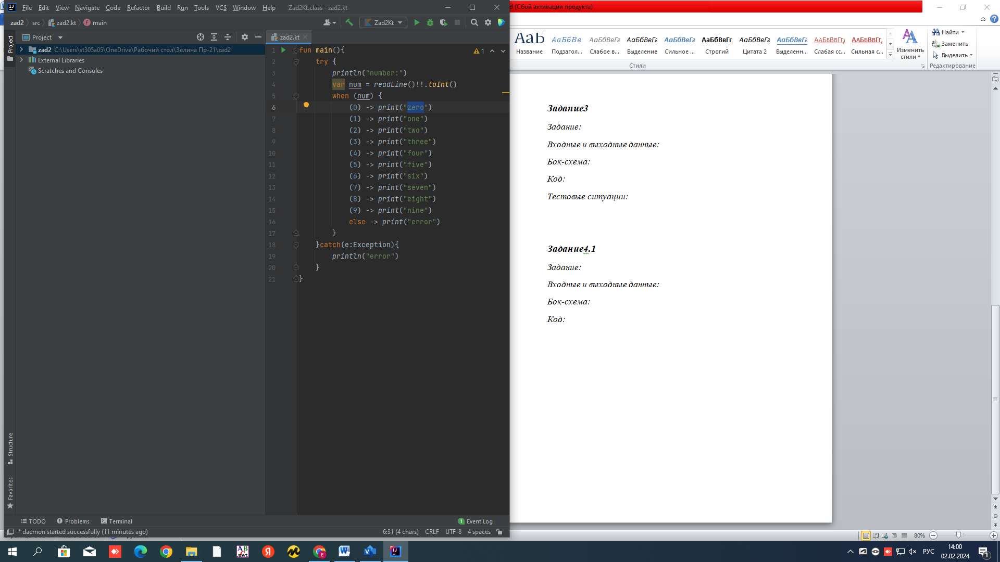 File Edit View Navigate Code Refactor Build Run Tools VCS Window Help Zad2Kt.class - zad2.kt
(Сбой активации продукта)
zad2 src zad2.kt main
Zad2Kt
Project
zad2.kt
Project
zad2 C:\Users\st305a05\OneDrive\Рабочий стол\Зелина Пр-21\zad2
External Libraries
Scratches and Consoles
Structure
Favorites
1 fun main(){
2 try {
3 println("number:")
4 var num = readLine()!!.toInt()
5 when (num) {
6 (0) -> print("zero")
7 (1) -> print("one")
8 (2) -> print("two")
9 (3) -> print("three")
10 (4) -> print("four")
11 (5) -> print("five")
12 (6) -> print("six")
13 (7) -> print("seven")
14 (8) -> print("eight")
15 (9) -> print("nine")
16 else -> print("error")
17 }
18 }catch(e:Exception){
19 println("error")
20 }
21 }
1
TODO Problems Terminal
1 Event Log
* daemon started successfully (11 minutes ago)
6:31 (4 chars) CRLF UTF-8 4 spaces
АаБ АаБбВв. АаБбВвГг АаБбВвГг АаБбВвГг АаБбВвГг, АаБбВвГг АаБбВвГг ААББВВГГ, ААББВВГГ,
Название Подзагол... Слабое в... Выделение Сильное ... Строгий Цитата 2 Выделенн... Слабая сс... Сильная с...
Изменить стили
Стили
Найти
Заменить
Выделить
Редактирование
Задание3
Задание:
Входные и выходные данные:
Бок-схема:
Код:
Тестовые ситуации:
Задание4.1
Задание:
Входные и выходные данные:
Бок-схема:
Код:
80%
РУС
14:00
02.02.2024
1